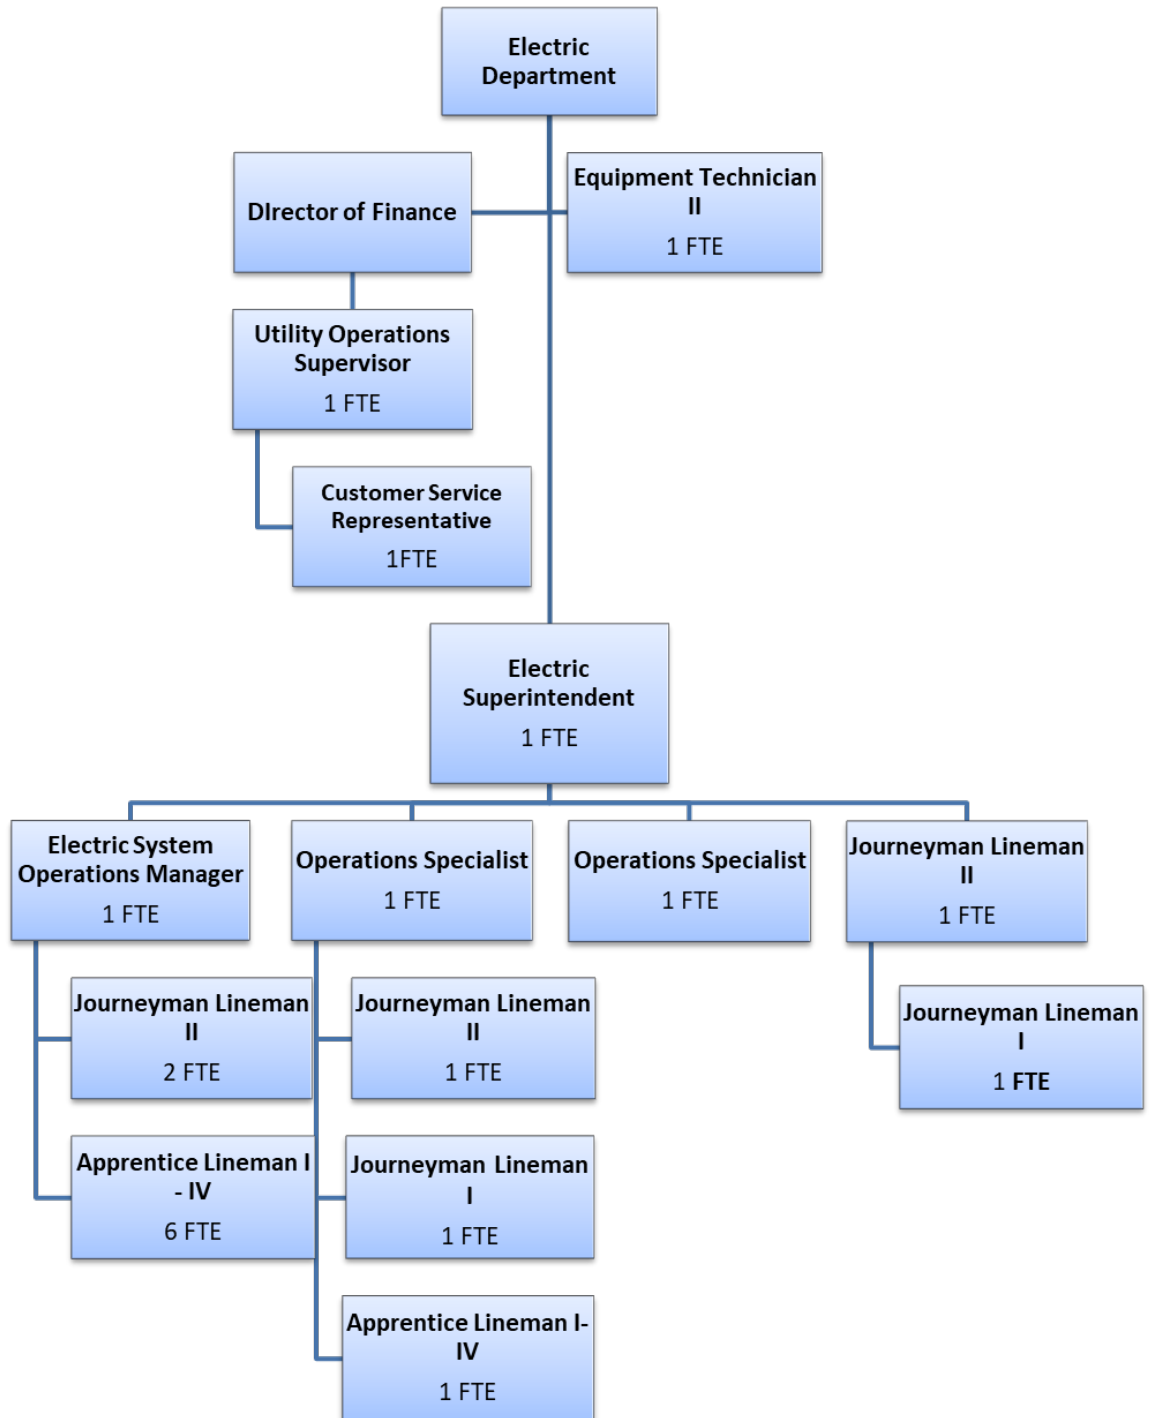 Electric
Department
DIrector of Finance
Equipment Technician
II
1 FTE
Utility Operations
Supervisor
1 FTE
Customer Service
Representative
1FTE
Electric
Superintendent
1 FTE
Electric System
Operations Manager
1 FTE
Operations Specialist
1 FTE
Operations Specialist
1 FTE
Journeyman Lineman
II
1 FTE
Journeyman Lineman
II
2 FTE
Journeyman Lineman
II
1 FTE
Journeyman Lineman
I
1 FTE
Apprentice Lineman I
- IV
6 FTE
Journeyman Lineman
I
1 FTE
Apprentice Lineman I-
IV
1 FTE